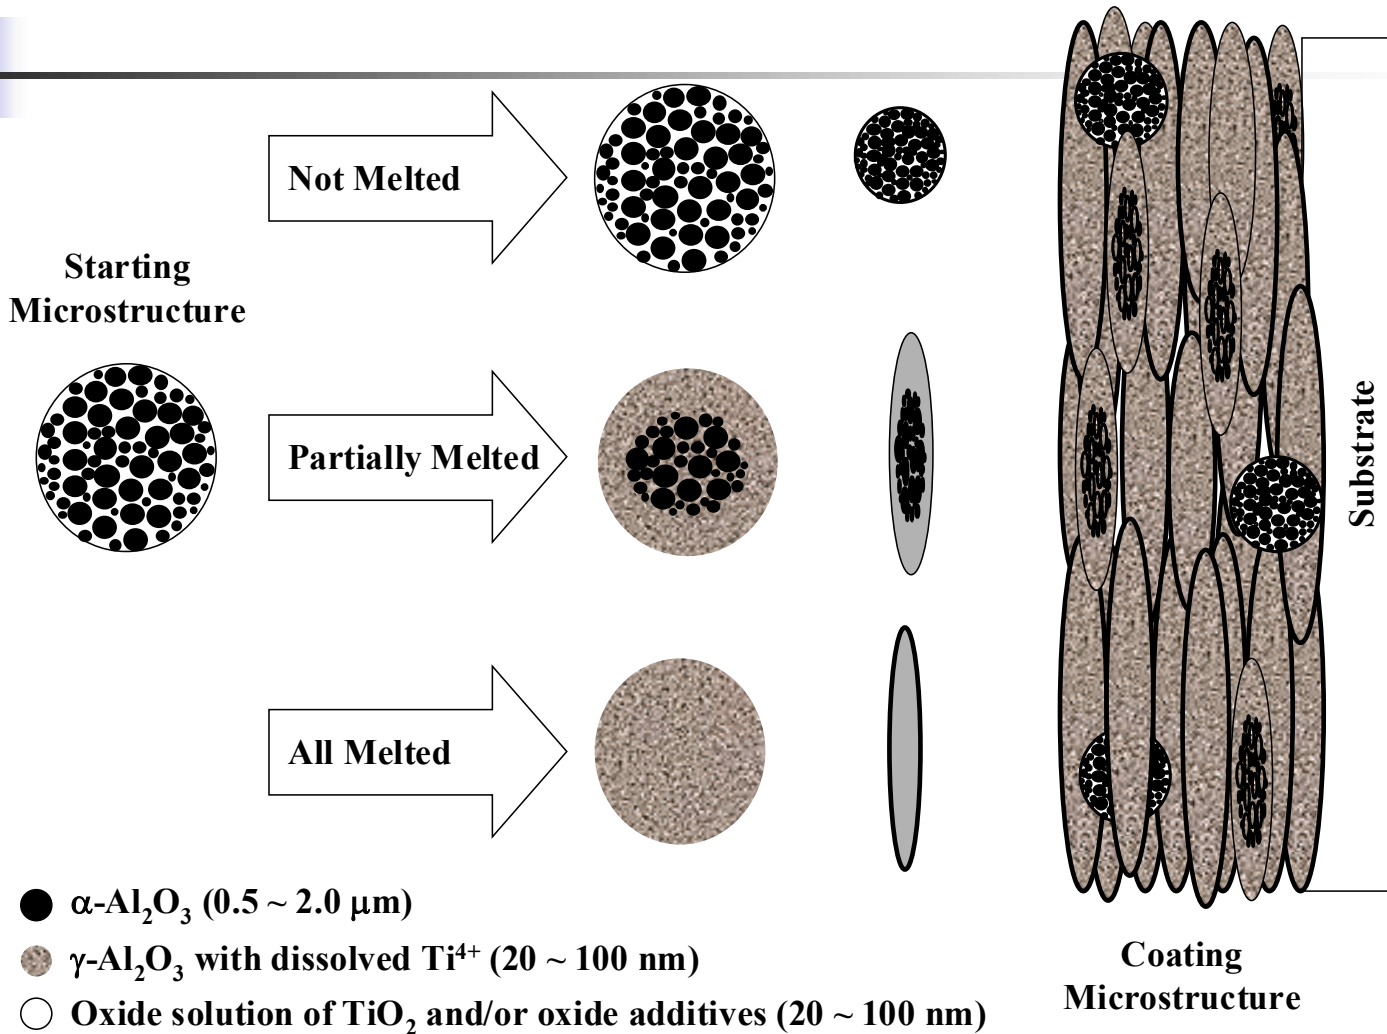 Not Melted
Starting
Microstructure
Partially Melted
All Melted
Substrate
α-Al₂O₃ (0.5 ~ 2.0 μm)
γ-Al₂O₃ with dissolved Ti⁴⁺ (20 ~ 100 nm)
Oxide solution of TiO₂ and/or oxide additives (20 ~ 100 nm)
Coating
Microstructure